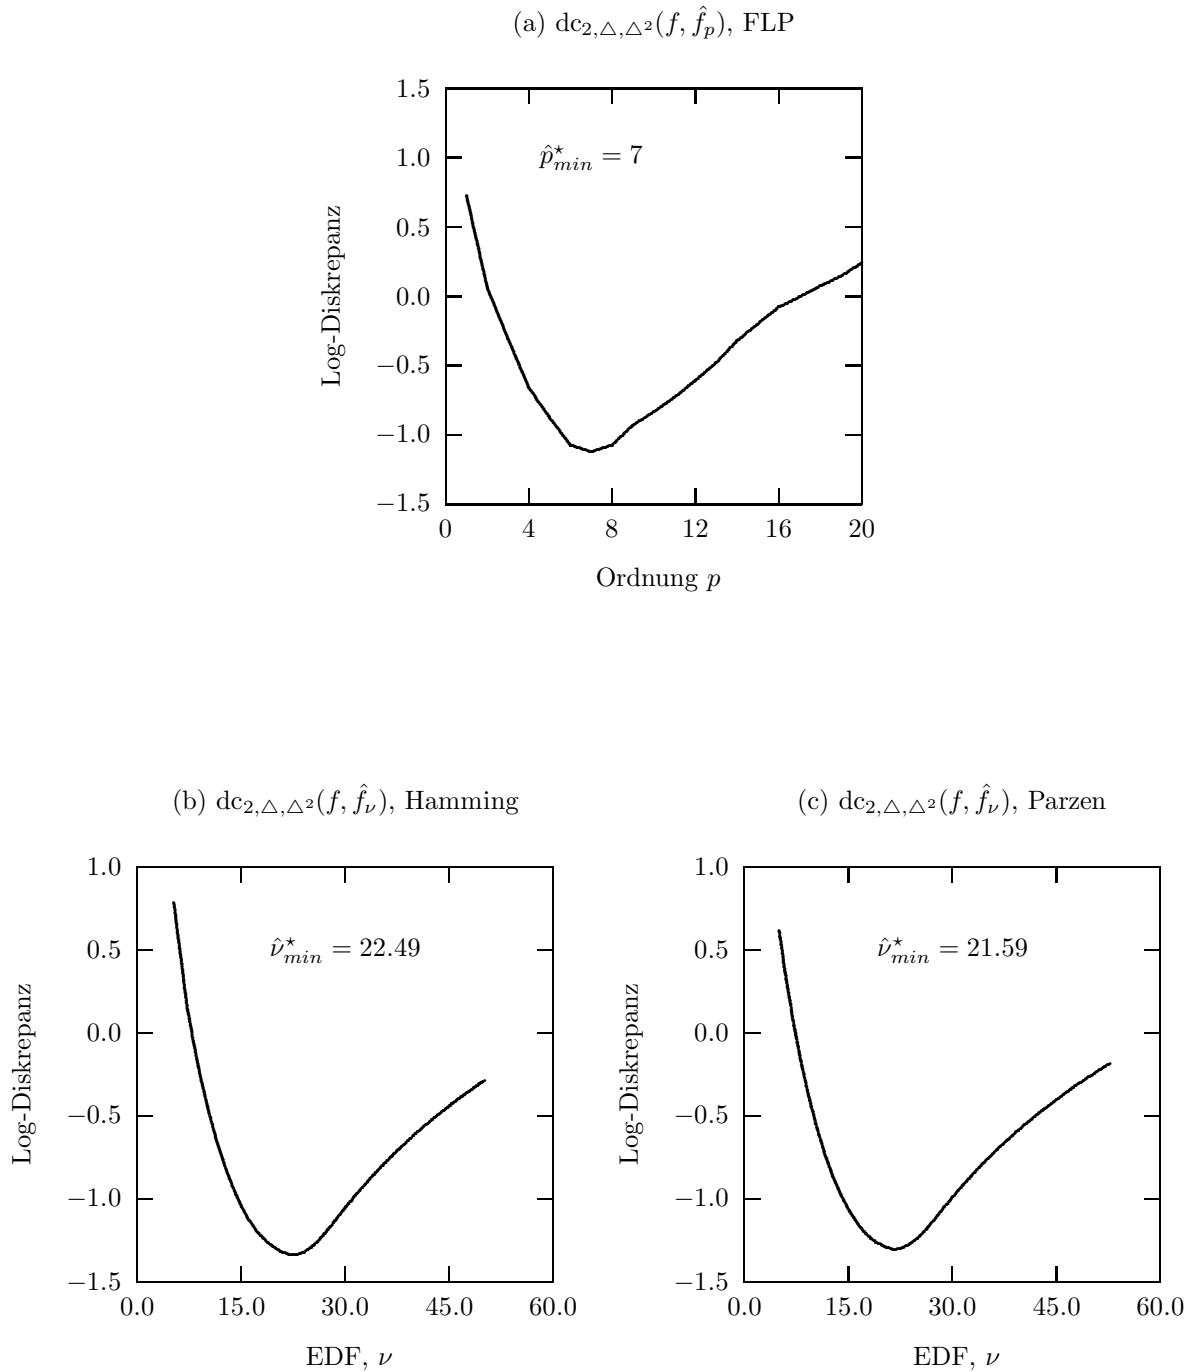 (a) dc₂,△,△²(f, f̂ₚ), FLP
1.5
1.0
0.5
0.0
−0.5
−1.0
−1.5
Log-Diskrepanz
p̂*min = 7
0 4 8 12 16 20
Ordnung p
(b) dc₂,△,△²(f, f̂ν), Hamming
1.0
0.5
0.0
−0.5
−1.0
−1.5
Log-Diskrepanz
ν̂*min = 22.49
0.0 15.0 30.0 45.0 60.0
EDF, ν
(c) dc₂,△,△²(f, f̂ν), Parzen
1.0
0.5
0.0
−0.5
−1.0
−1.5
Log-Diskrepanz
ν̂*min = 21.59
0.0 15.0 30.0 45.0 60.0
EDF, ν